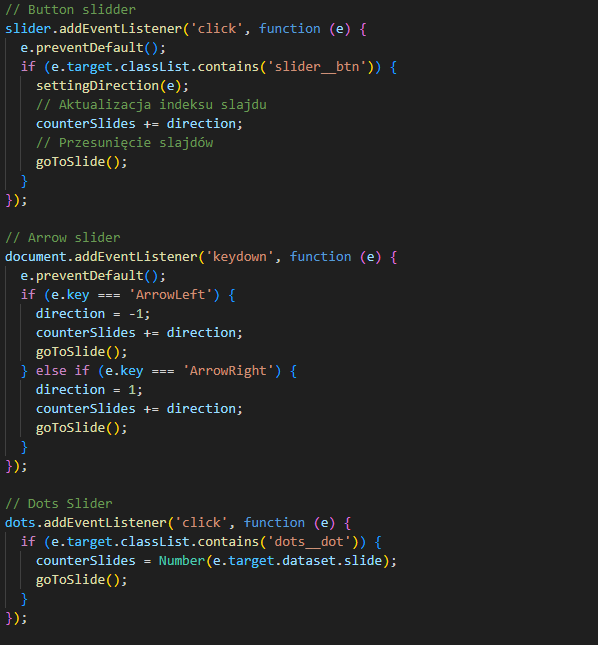 // Button slidder
slider.addEventListener('click', function (e) {
  e.preventDefault();
  if (e.target.classList.contains('slider__btn')) {
    settingDirection(e);
    // Aktualizacja indeksu slajdu
    counterSlides += direction;
    // Przesunięcie slajdów
    goToSlide();
  }
});

// Arrow slider
document.addEventListener('keydown', function (e) {
  e.preventDefault();
  if (e.key === 'ArrowLeft') {
    direction = -1;
    counterSlides += direction;
    goToSlide();
  } else if (e.key === 'ArrowRight') {
    direction = 1;
    counterSlides += direction;
    goToSlide();
  }
});

// Dots Slider
dots.addEventListener('click', function (e) {
  if (e.target.classList.contains('dots__dot')) {
    counterSlides = Number(e.target.dataset.slide);
    goToSlide();
  }
});